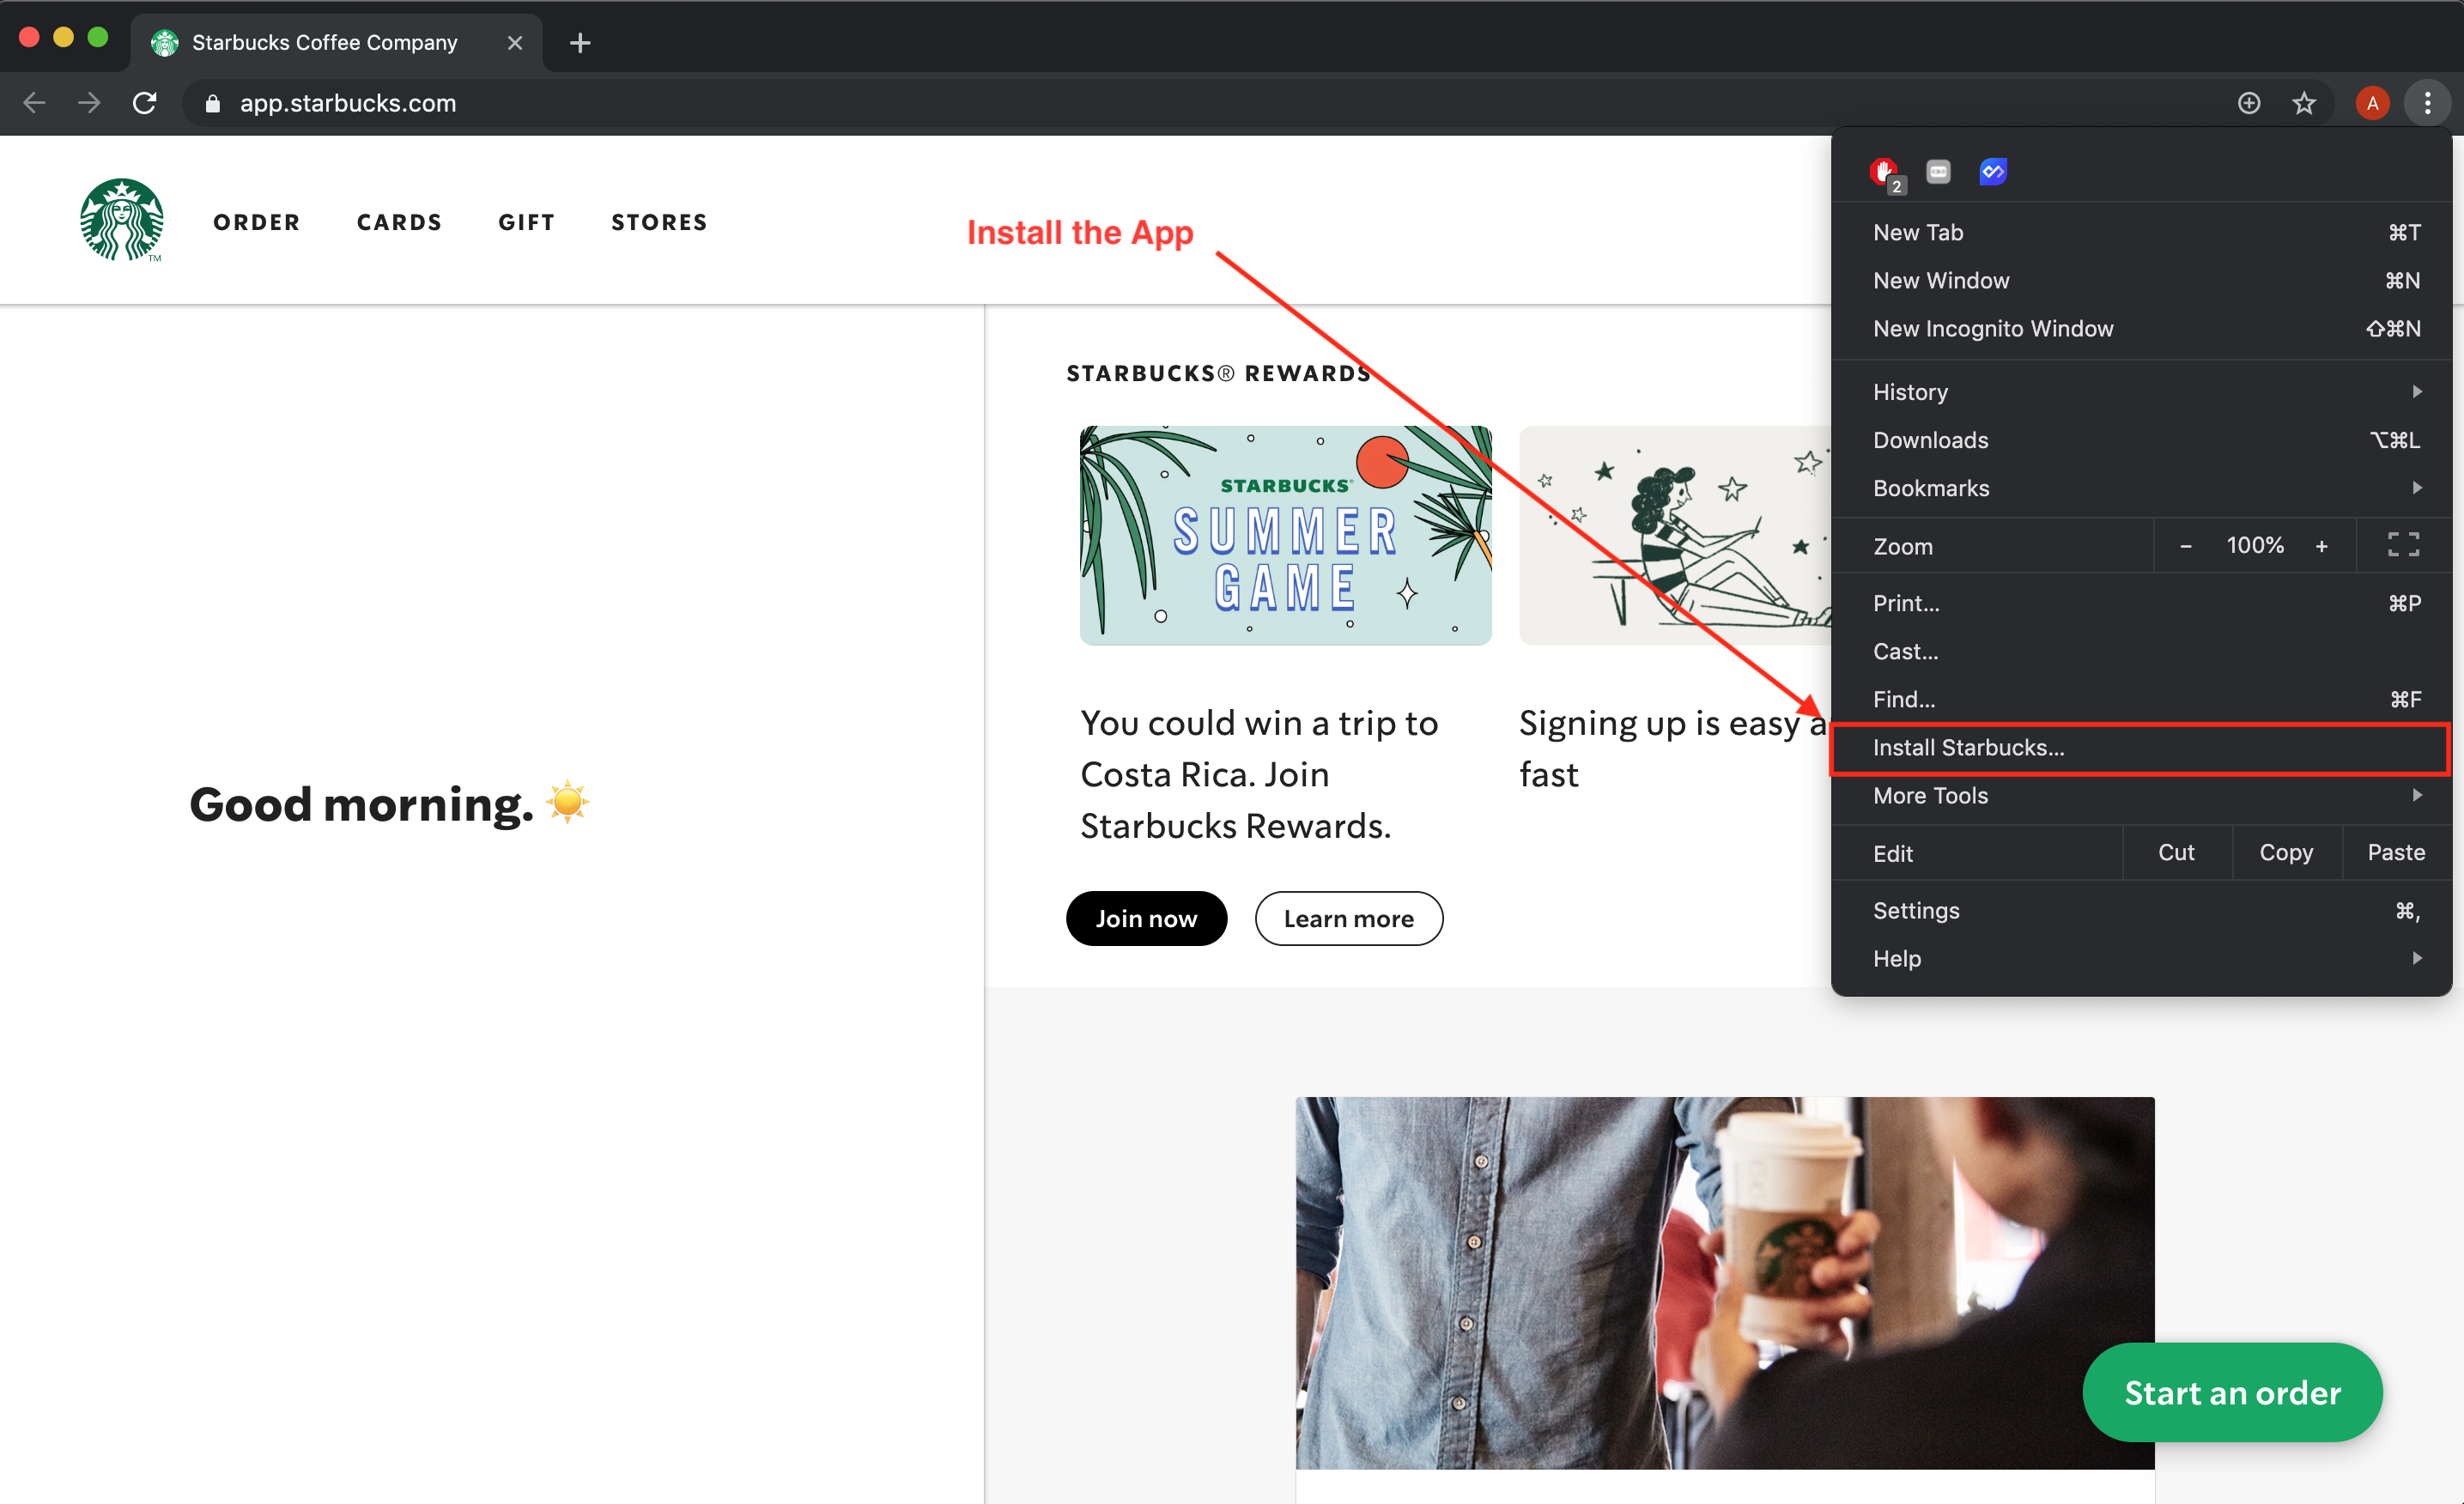 Starbucks Coffee Company
app.starbucks.com
A
2
ORDER CARDS GIFT STORES
TM
Install the App
STARBUCKS® REWARDS
STARBUCKS
SUMMER
GAME
You could win a trip to
Costa Rica. Join
Starbucks Rewards.
Signing up is easy a
fast
Join now
Learn more
Good morning. ☀️
New Tab ⌘T
New Window ⌘N
New Incognito Window ⇧⌘N
History
Downloads ⌥⌘L
Bookmarks
Zoom - 100% +
Print... ⌘P
Cast...
Find... ⌘F
Install Starbucks...
More Tools
Edit Cut Copy Paste
Settings ⌘,
Help
Start an order